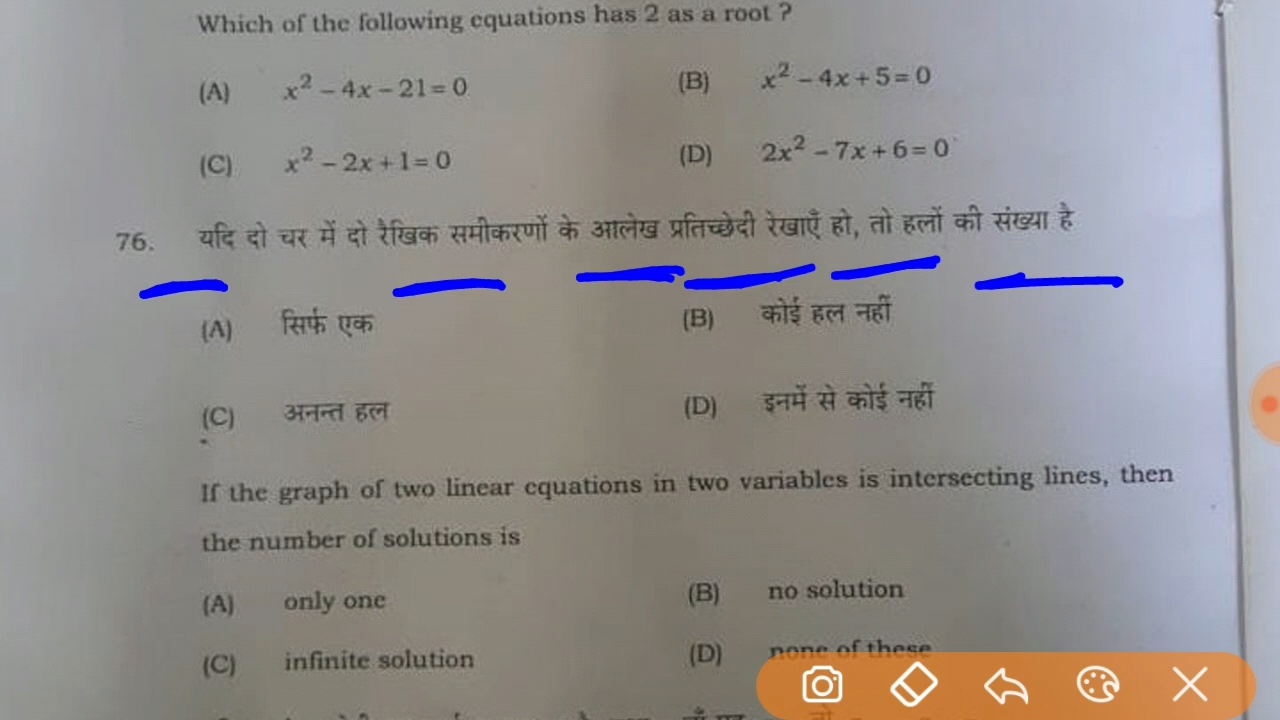 Which of the following equations has 2 as a root ?
(A) x² – 4x – 21 = 0 (B) x² – 4x + 5 = 0
(C) x² – 2x + 1 = 0 (D) 2x² – 7x + 6 = 0
76. यदि दो चर में दो रैखिक समीकरणों के आलेख प्रतिच्छेदी रेखाएँ हो, तो हलों की संख्या है
(A) सिर्फ एक (B) कोई हल नहीं
(C) अनन्त हल (D) इनमें से कोई नहीं
If the graph of two linear equations in two variables is intersecting lines, then
the number of solutions is
(A) only one (B) no solution
(C) infinite solution (D) none of these